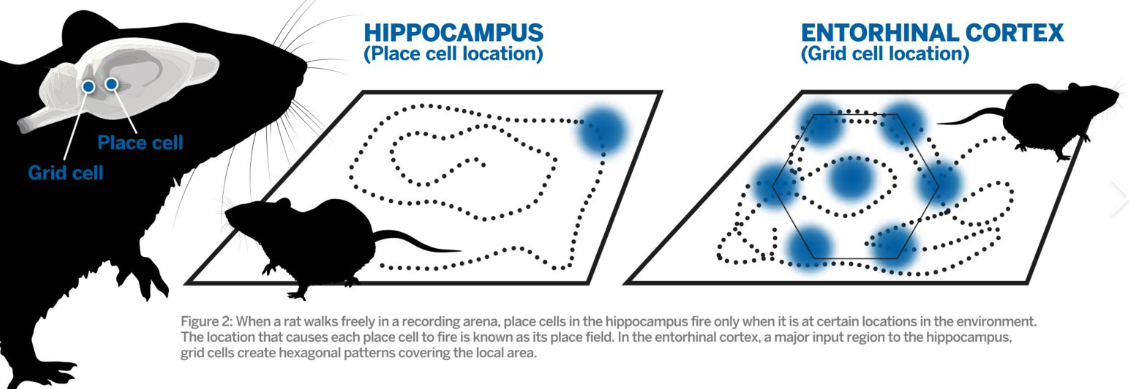 HIPPOCAMPUS
(Place cell location)
ENTORHINAL CORTEX
(Grid cell location)
Place cell
Grid cell
Figure 2: When a rat walks freely in a recording arena, place cells in the hippocampus fire only when it is at certain locations in the environment.
The location that causes each place cell to fire is known as its place field. In the entorhinal cortex, a major input region to the hippocampus,
grid cells create hexagonal patterns covering the local area.